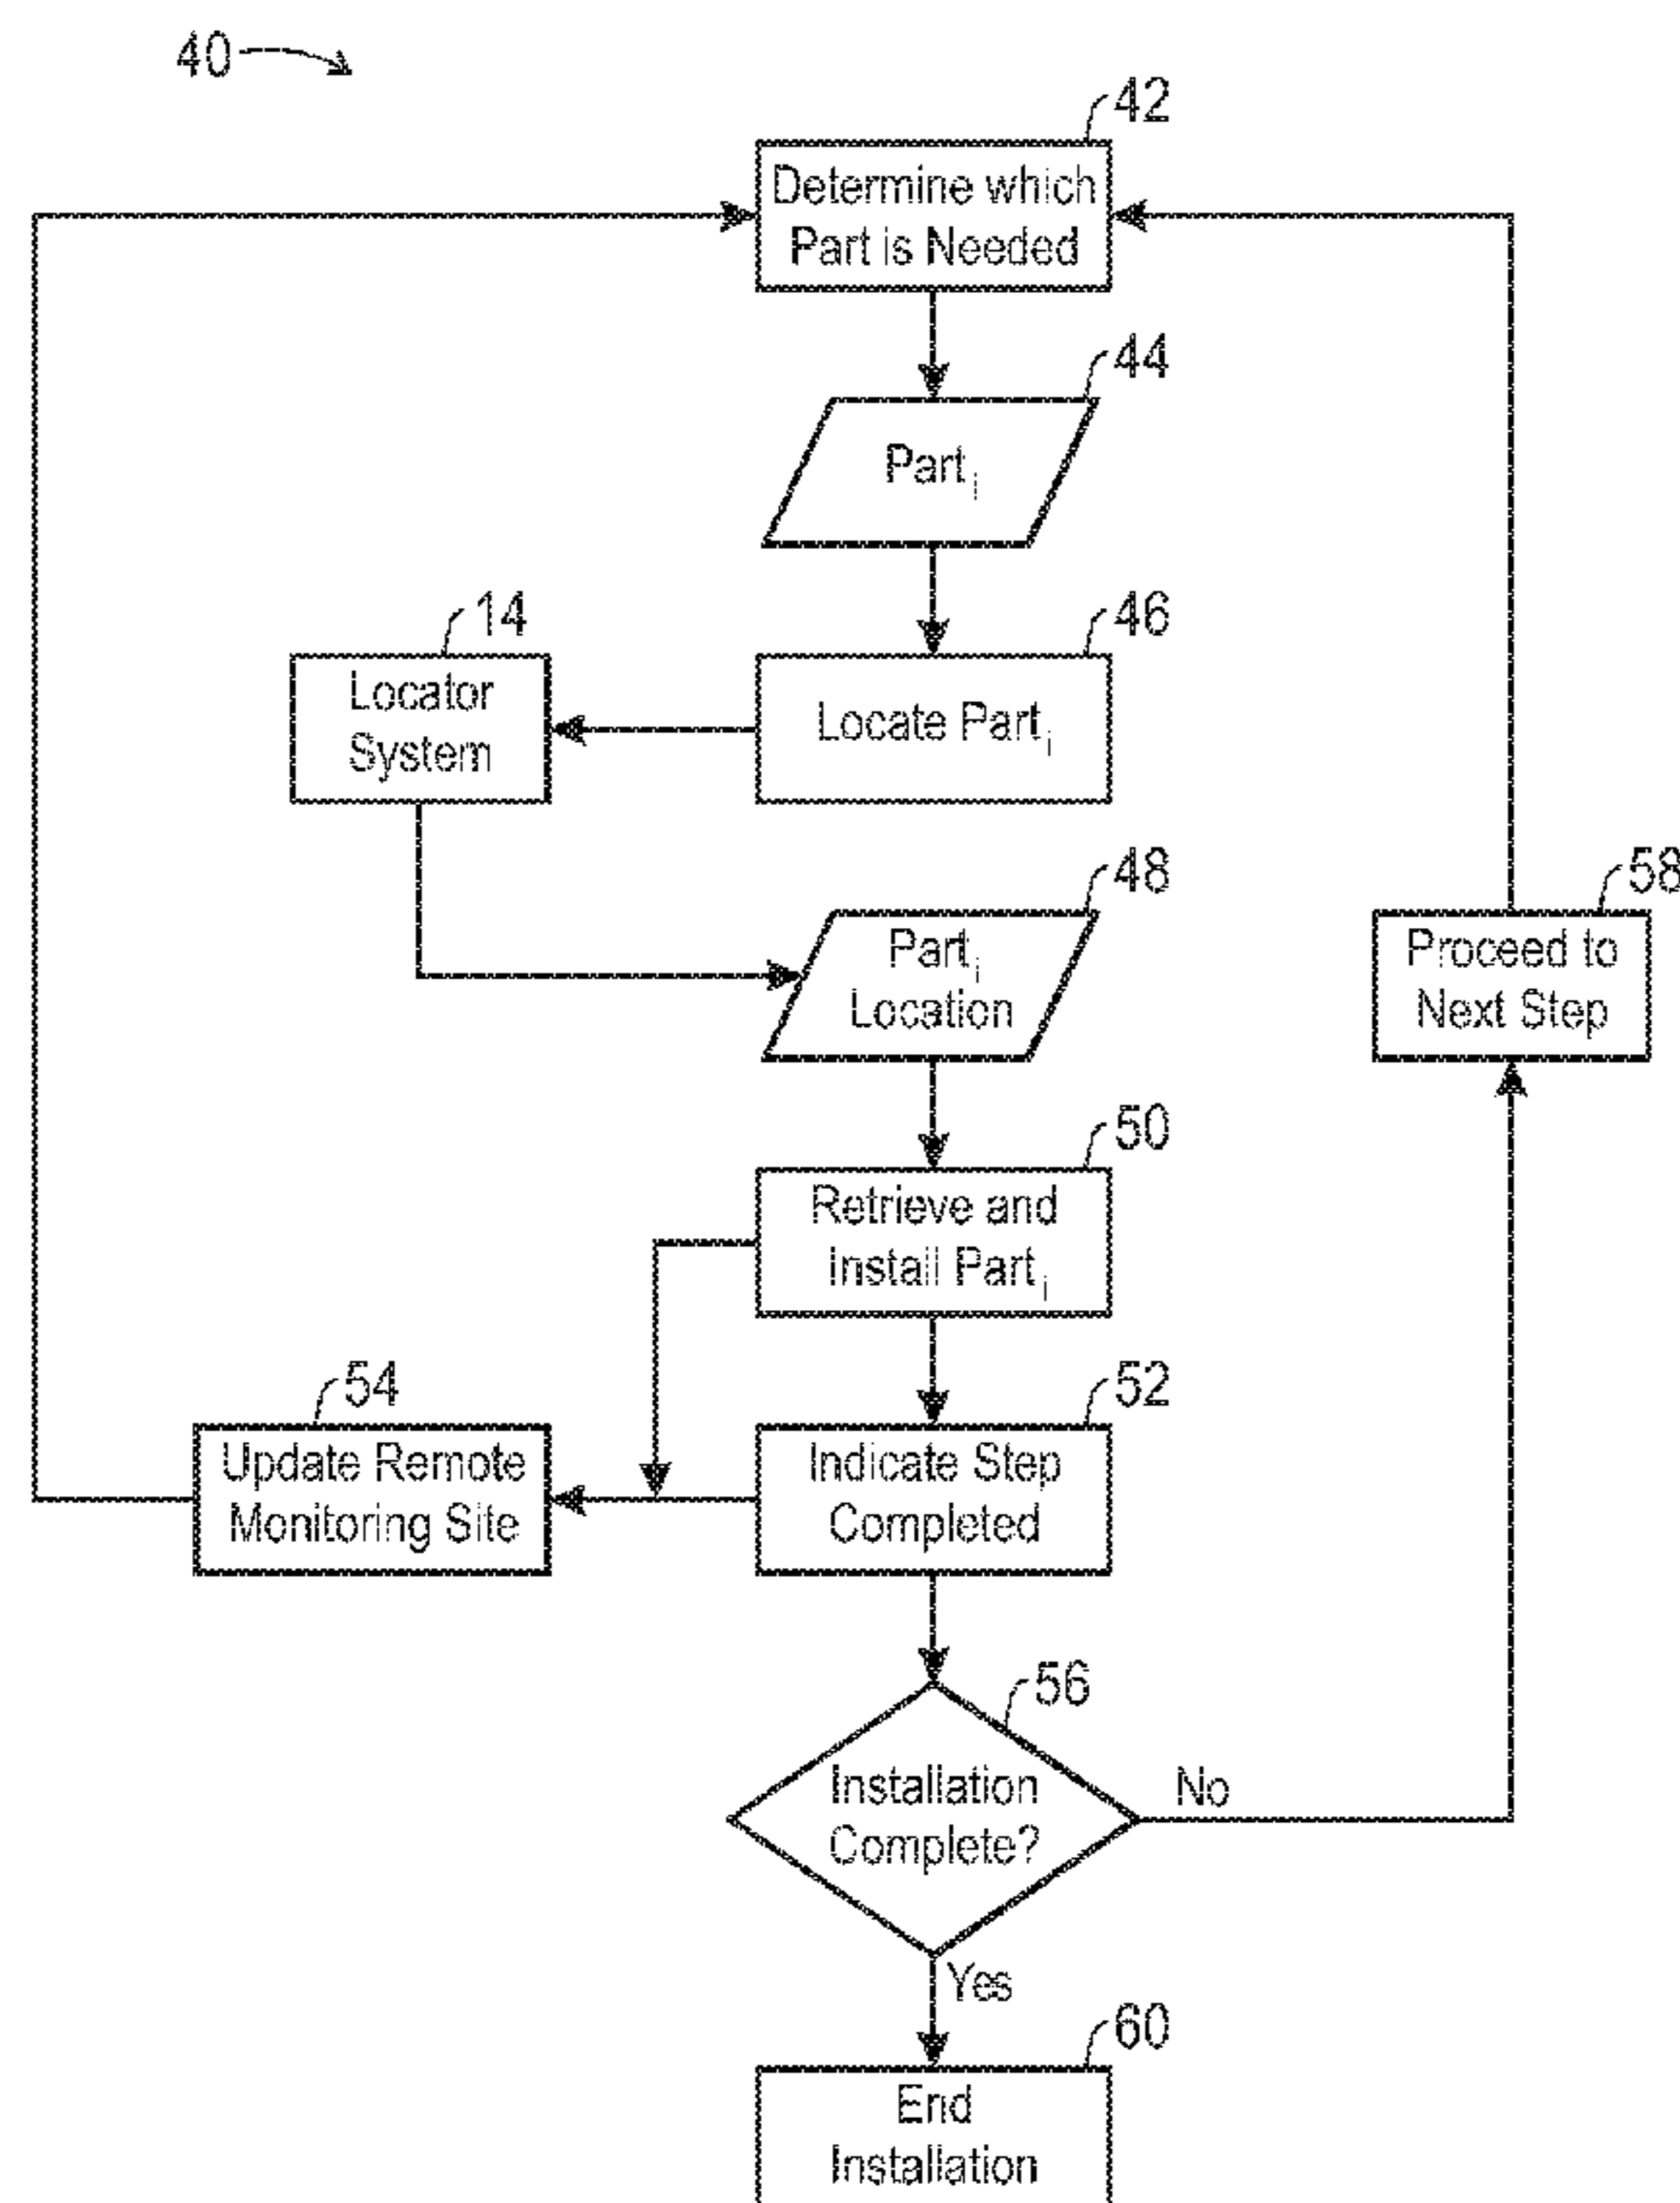 40
42
Determine which
Part is Needed
44
Part i
14
Locator
System
46
Locate Part i
48
Part i
Location
58
Proceed to
Next Step
50
Retrieve and
Install Part i
54
Update Remote
Monitoring Site
52
Indicate Step
Completed
56
Installation
Complete?
No
Yes
60
End
Installation